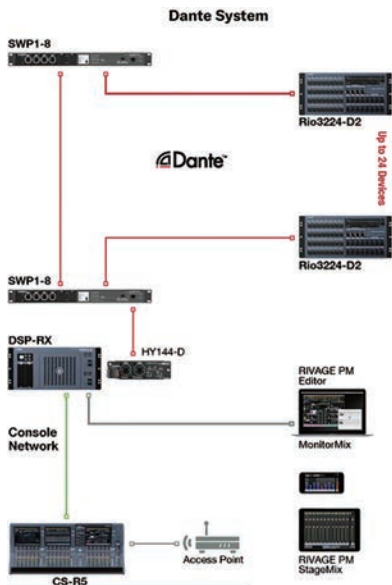 Dante System
SWP1-8
Rio3224-D2
Dante™
Up to 24 Devices
Rio3224-D2
SWP1-8
DSP-RX
HY144-D
RIVAGE PM
Editor
Console
Network
MonitorMix
Access Point
CS-R5
RIVAGE PM
StageMix